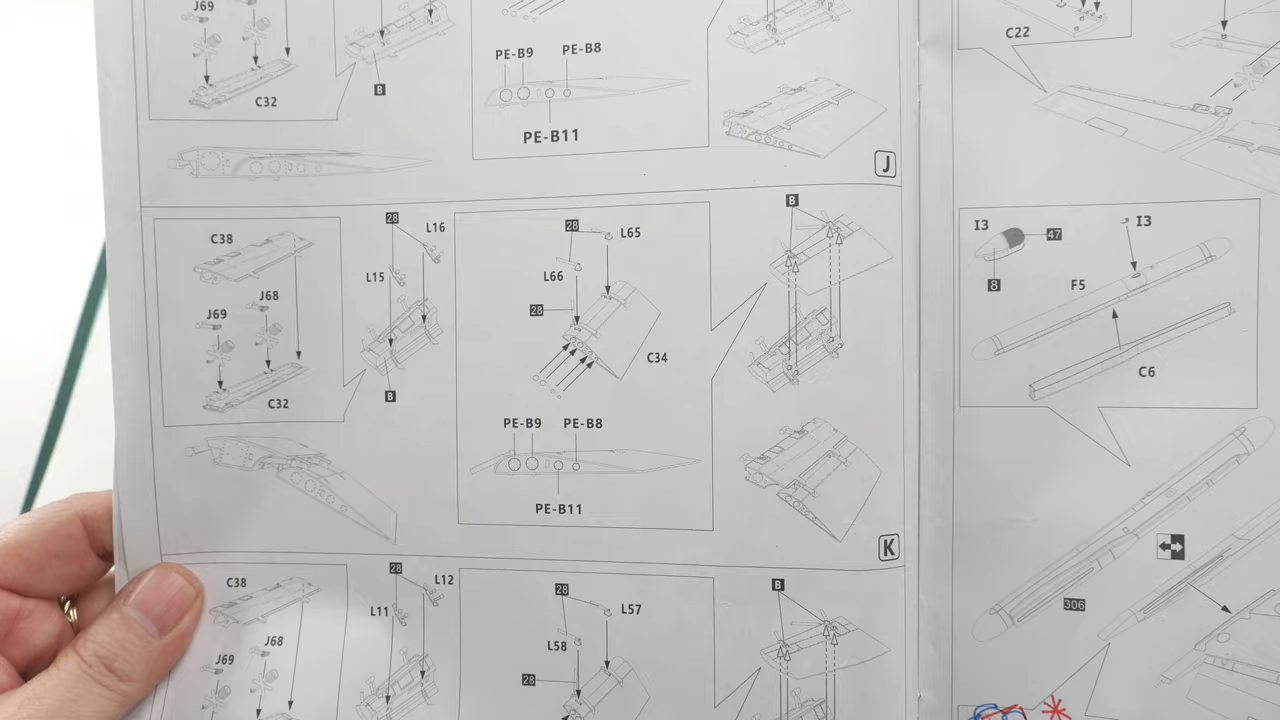 J69
C32
B
PE-B9
PE-B8
PE-B11
J
C38
J69
J68
C32
28
L16
L15
B
28
L65
L66
28
C34
PE-B9
PE-B8
PE-B11
B
K
C38
J69
J68
28
L12
L11
28
L57
L58
28
B
C22
I3
47
8
I3
F5
C6
306